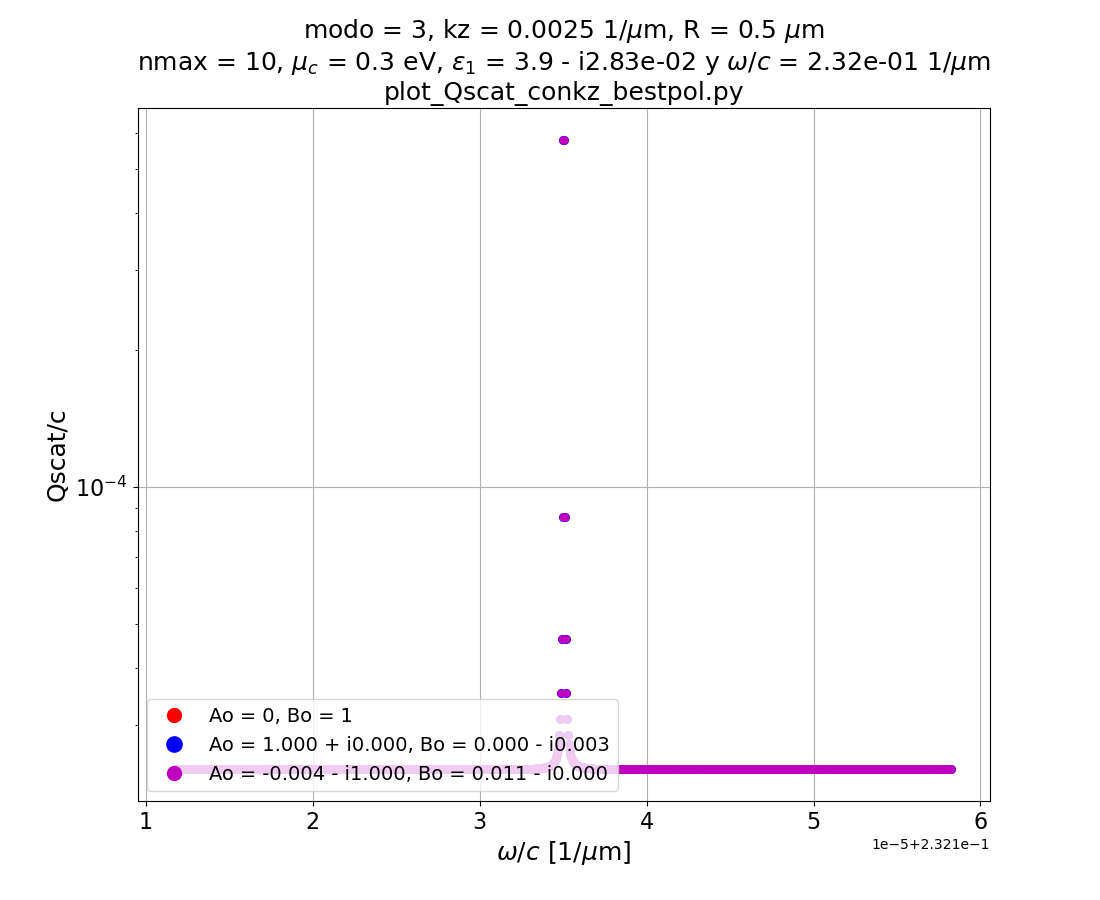 modo = 3, kz = 0.0025 1/μm, R = 0.5 μm
nmax = 10, μ_c = 0.3 eV, ε₁ = 3.9 - i2.83e-02 y ω/c = 2.32e-01 1/μm
plot_Qscat_conkz_bestpol.py
Qscat/c
10⁻⁴
Ao = 0, Bo = 1
Ao = 1.000 + i0.000, Bo = 0.000 - i0.003
Ao = -0.004 - i1.000, Bo = 0.011 - i0.000
1 2 3 4 5 6
1e-5+2.321e-1
ω/c [1/μm]